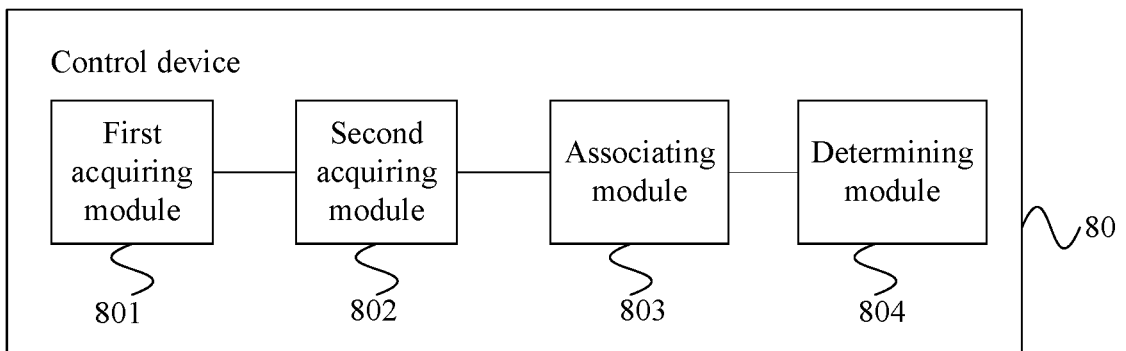 Control device
First
acquiring
module
Second
acquiring
module
Associating
module
Determining
module
80
801
802
803
804